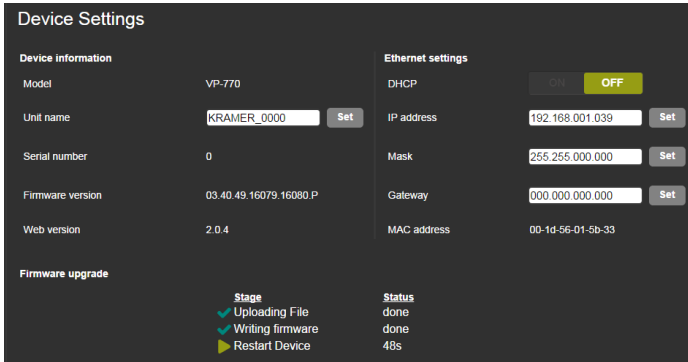 Device Settings
Device information
Ethernet settings
Model VP-770
DHCP ON OFF
Unit name KRAMER_0000 Set
IP address 192.168.001.039 Set
Serial number 0
Mask 255.255.000.000 Set
Firmware version 03.40.49.16079.16080.P
Gateway 000.000.000.000 Set
Web version 2.0.4
MAC address 00-1d-56-01-5b-33
Firmware upgrade
Stage Status
Uploading File done
Writing firmware done
Restart Device 48s